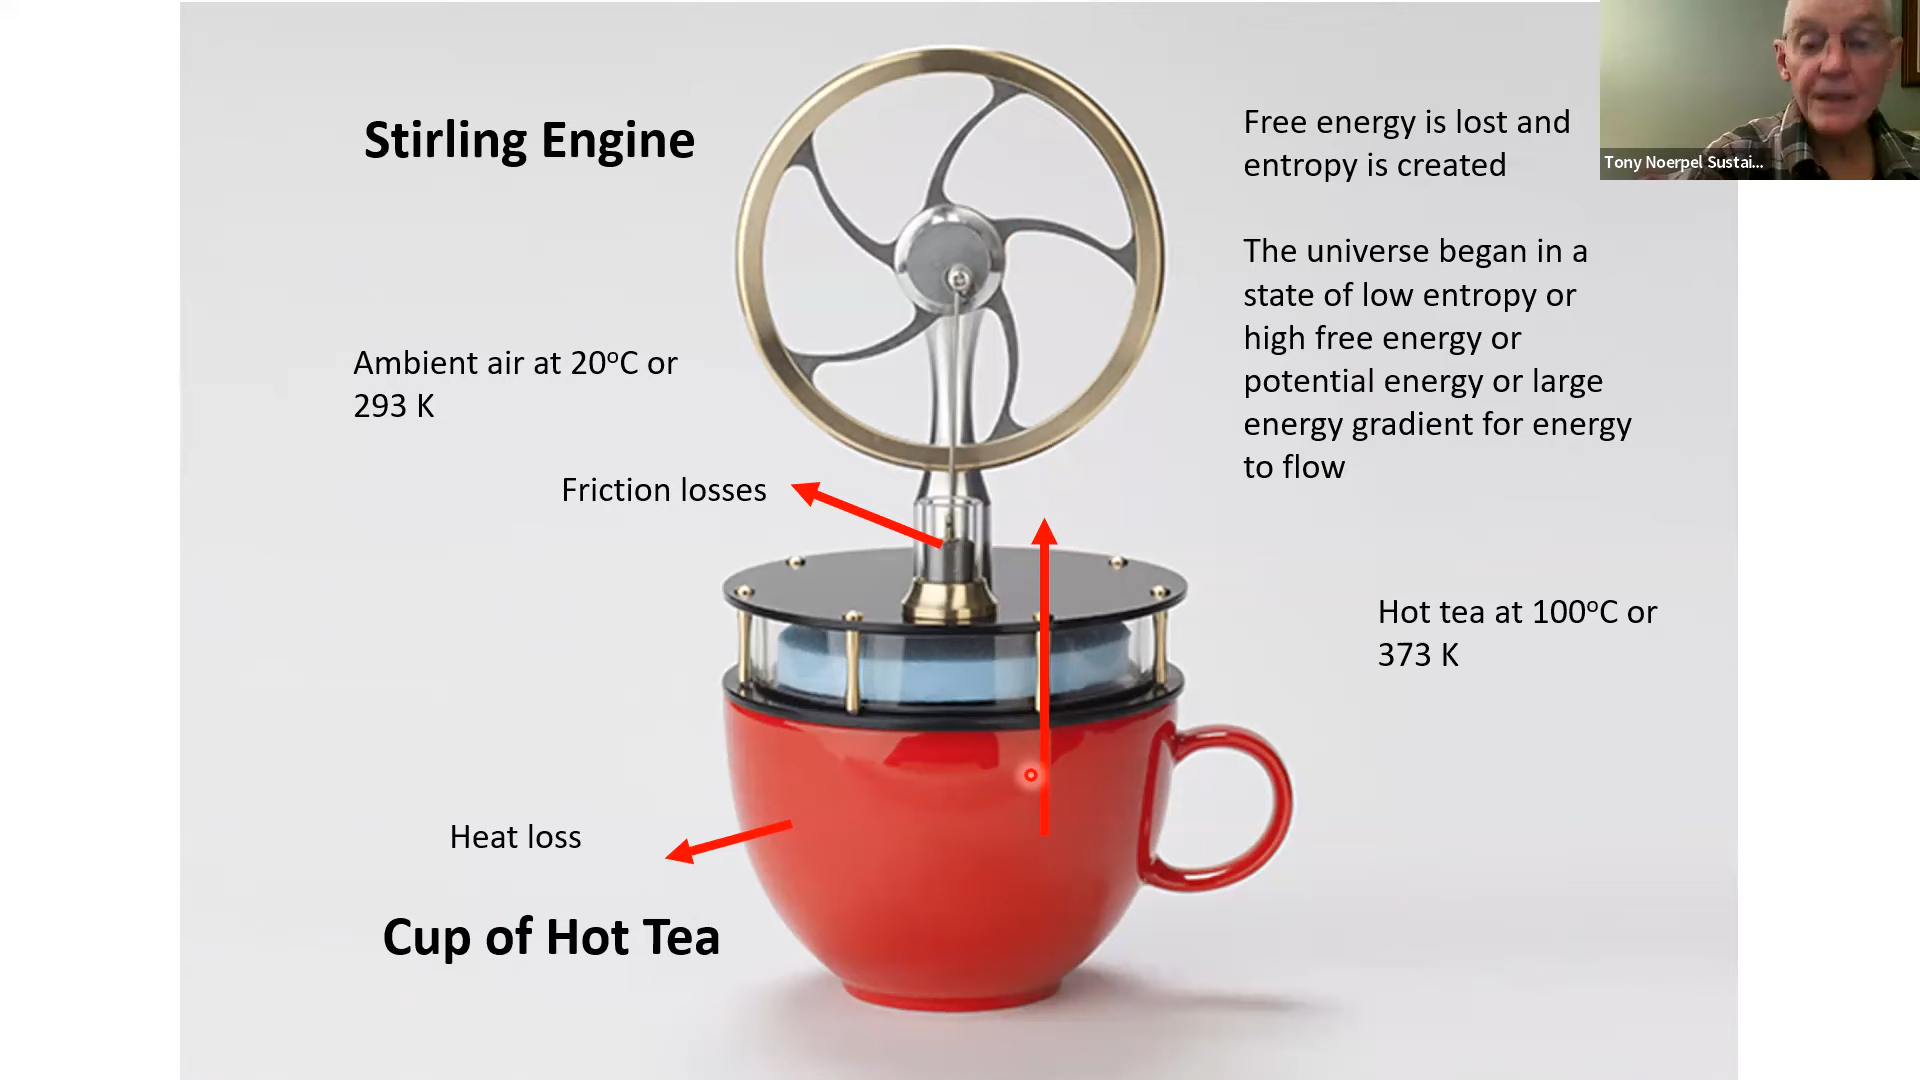 Stirling Engine
Free energy is lost and
entropy is created
Tony Noerpel Sustai...
The universe began in a
state of low entropy or
high free energy or
potential energy or large
energy gradient for energy
to flow
Ambient air at 20°C or
293 K
Friction losses
Hot tea at 100°C or
373 K
Heat loss
Cup of Hot Tea